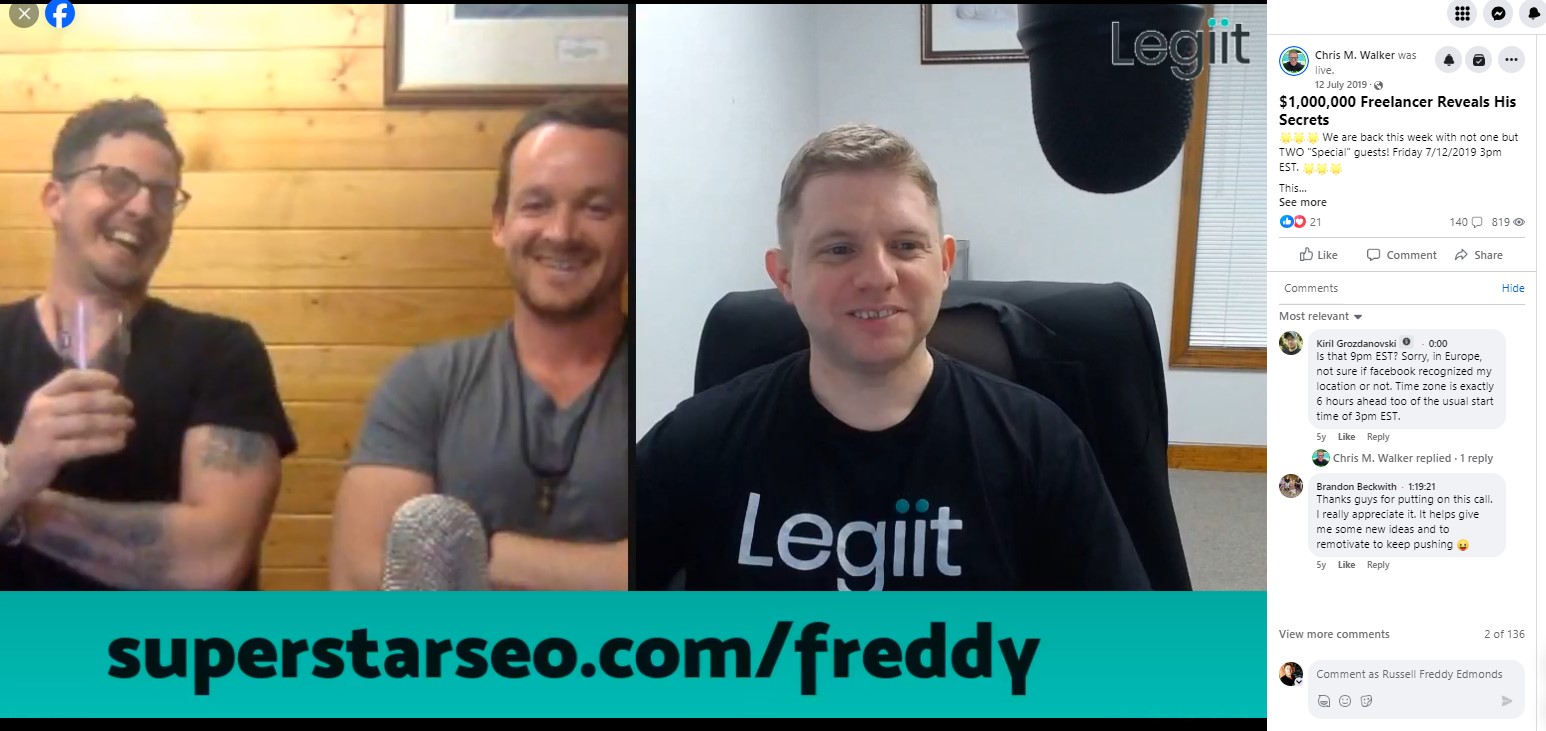 Legiit
Legiit
superstarseo.com/freddy
Chris M. Walker was
live.
12 July 2019 ·
$1,000,000 Freelancer Reveals His
Secrets
🌟🌟🌟 We are back this week with not one but
TWO "Special" guests! Friday 7/12/2019 3pm
EST. 🌟🌟🌟
This...
See more
21 140 819
Like Comment Share
Comments Hide
Most relevant
Kiril Grozdanovski · 0:00
Is that 9pm EST? Sorry, in Europe,
not sure if facebook recognized my
location or not. Time zone is exactly
6 hours ahead too of the usual start
time of 3pm EST.
5y Like Reply
Chris M. Walker replied · 1 reply
Brandon Beckwith · 1:19:21
Thanks guys for putting on this call.
I really appreciate it. It helps give
me some new ideas and to
remotivate to keep pushing 😛
5y Like Reply
View more comments 2 of 136
Comment as Russell Freddy Edmonds